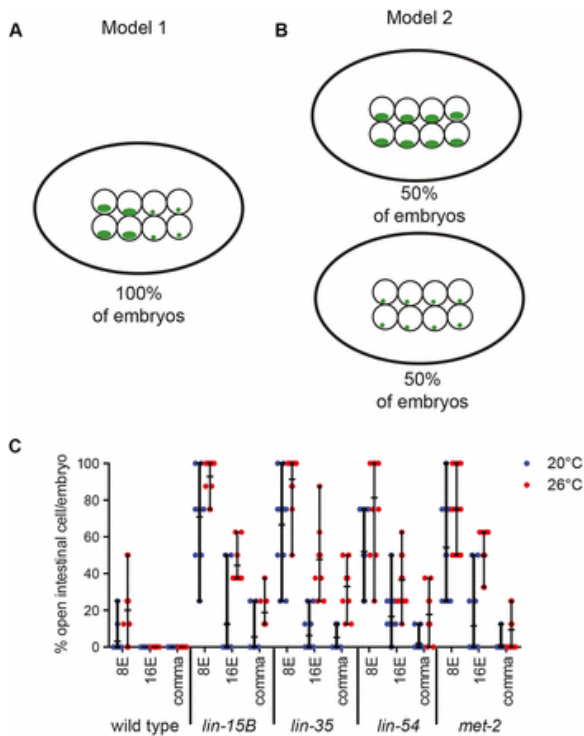 A
Model 1
100%
of embryos
B
Model 2
50%
of embryos
50%
of embryos
C
% open intestinal cell/embryo
100
80
60
40
20
0
20°C
26°C
8E 16E comma 8E 16E comma 8E 16E comma 8E 16E comma 8E 16E comma
wild type lin-15B lin-35 lin-54 met-2